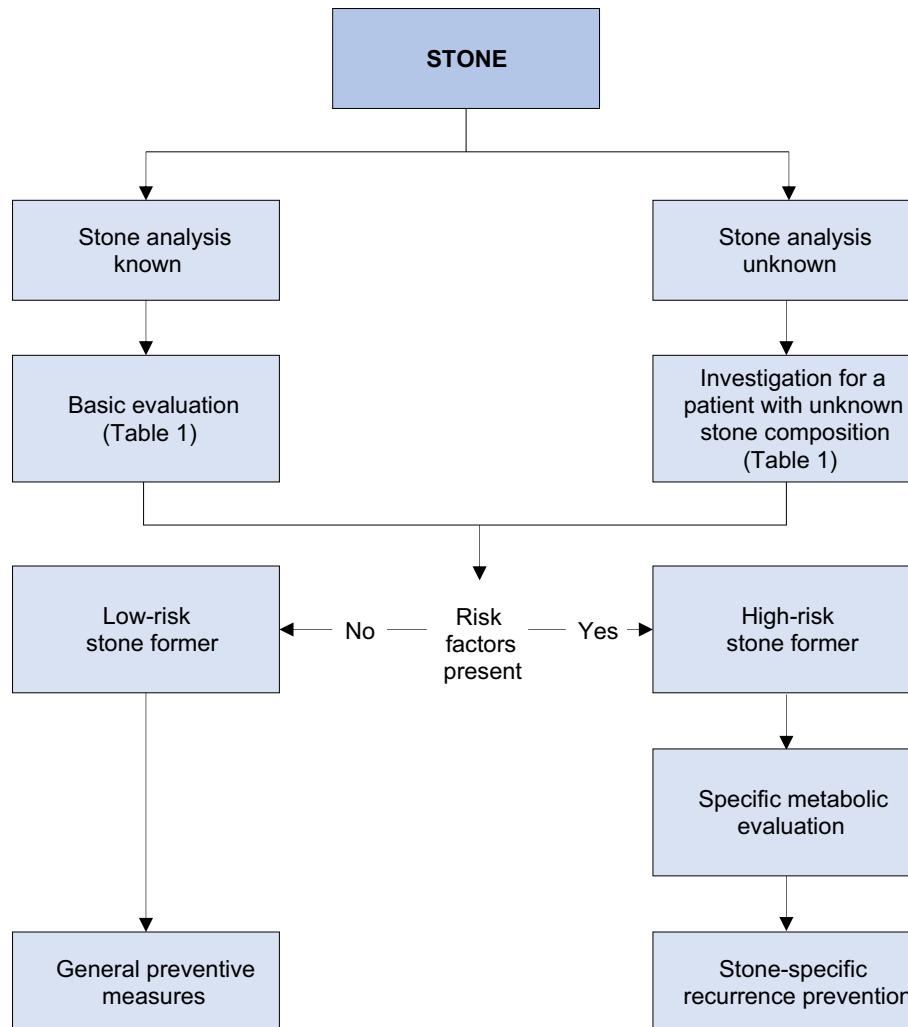 STONE
Stone analysis
known
Stone analysis
unknown
Basic evaluation
(Table 1)
Investigation for a
patient with unknown
stone composition
(Table 1)
Low-risk
stone former
No
Risk
factors
present
Yes
High-risk
stone former
Specific metabolic
evaluation
General preventive
measures
Stone-specific
recurrence prevention